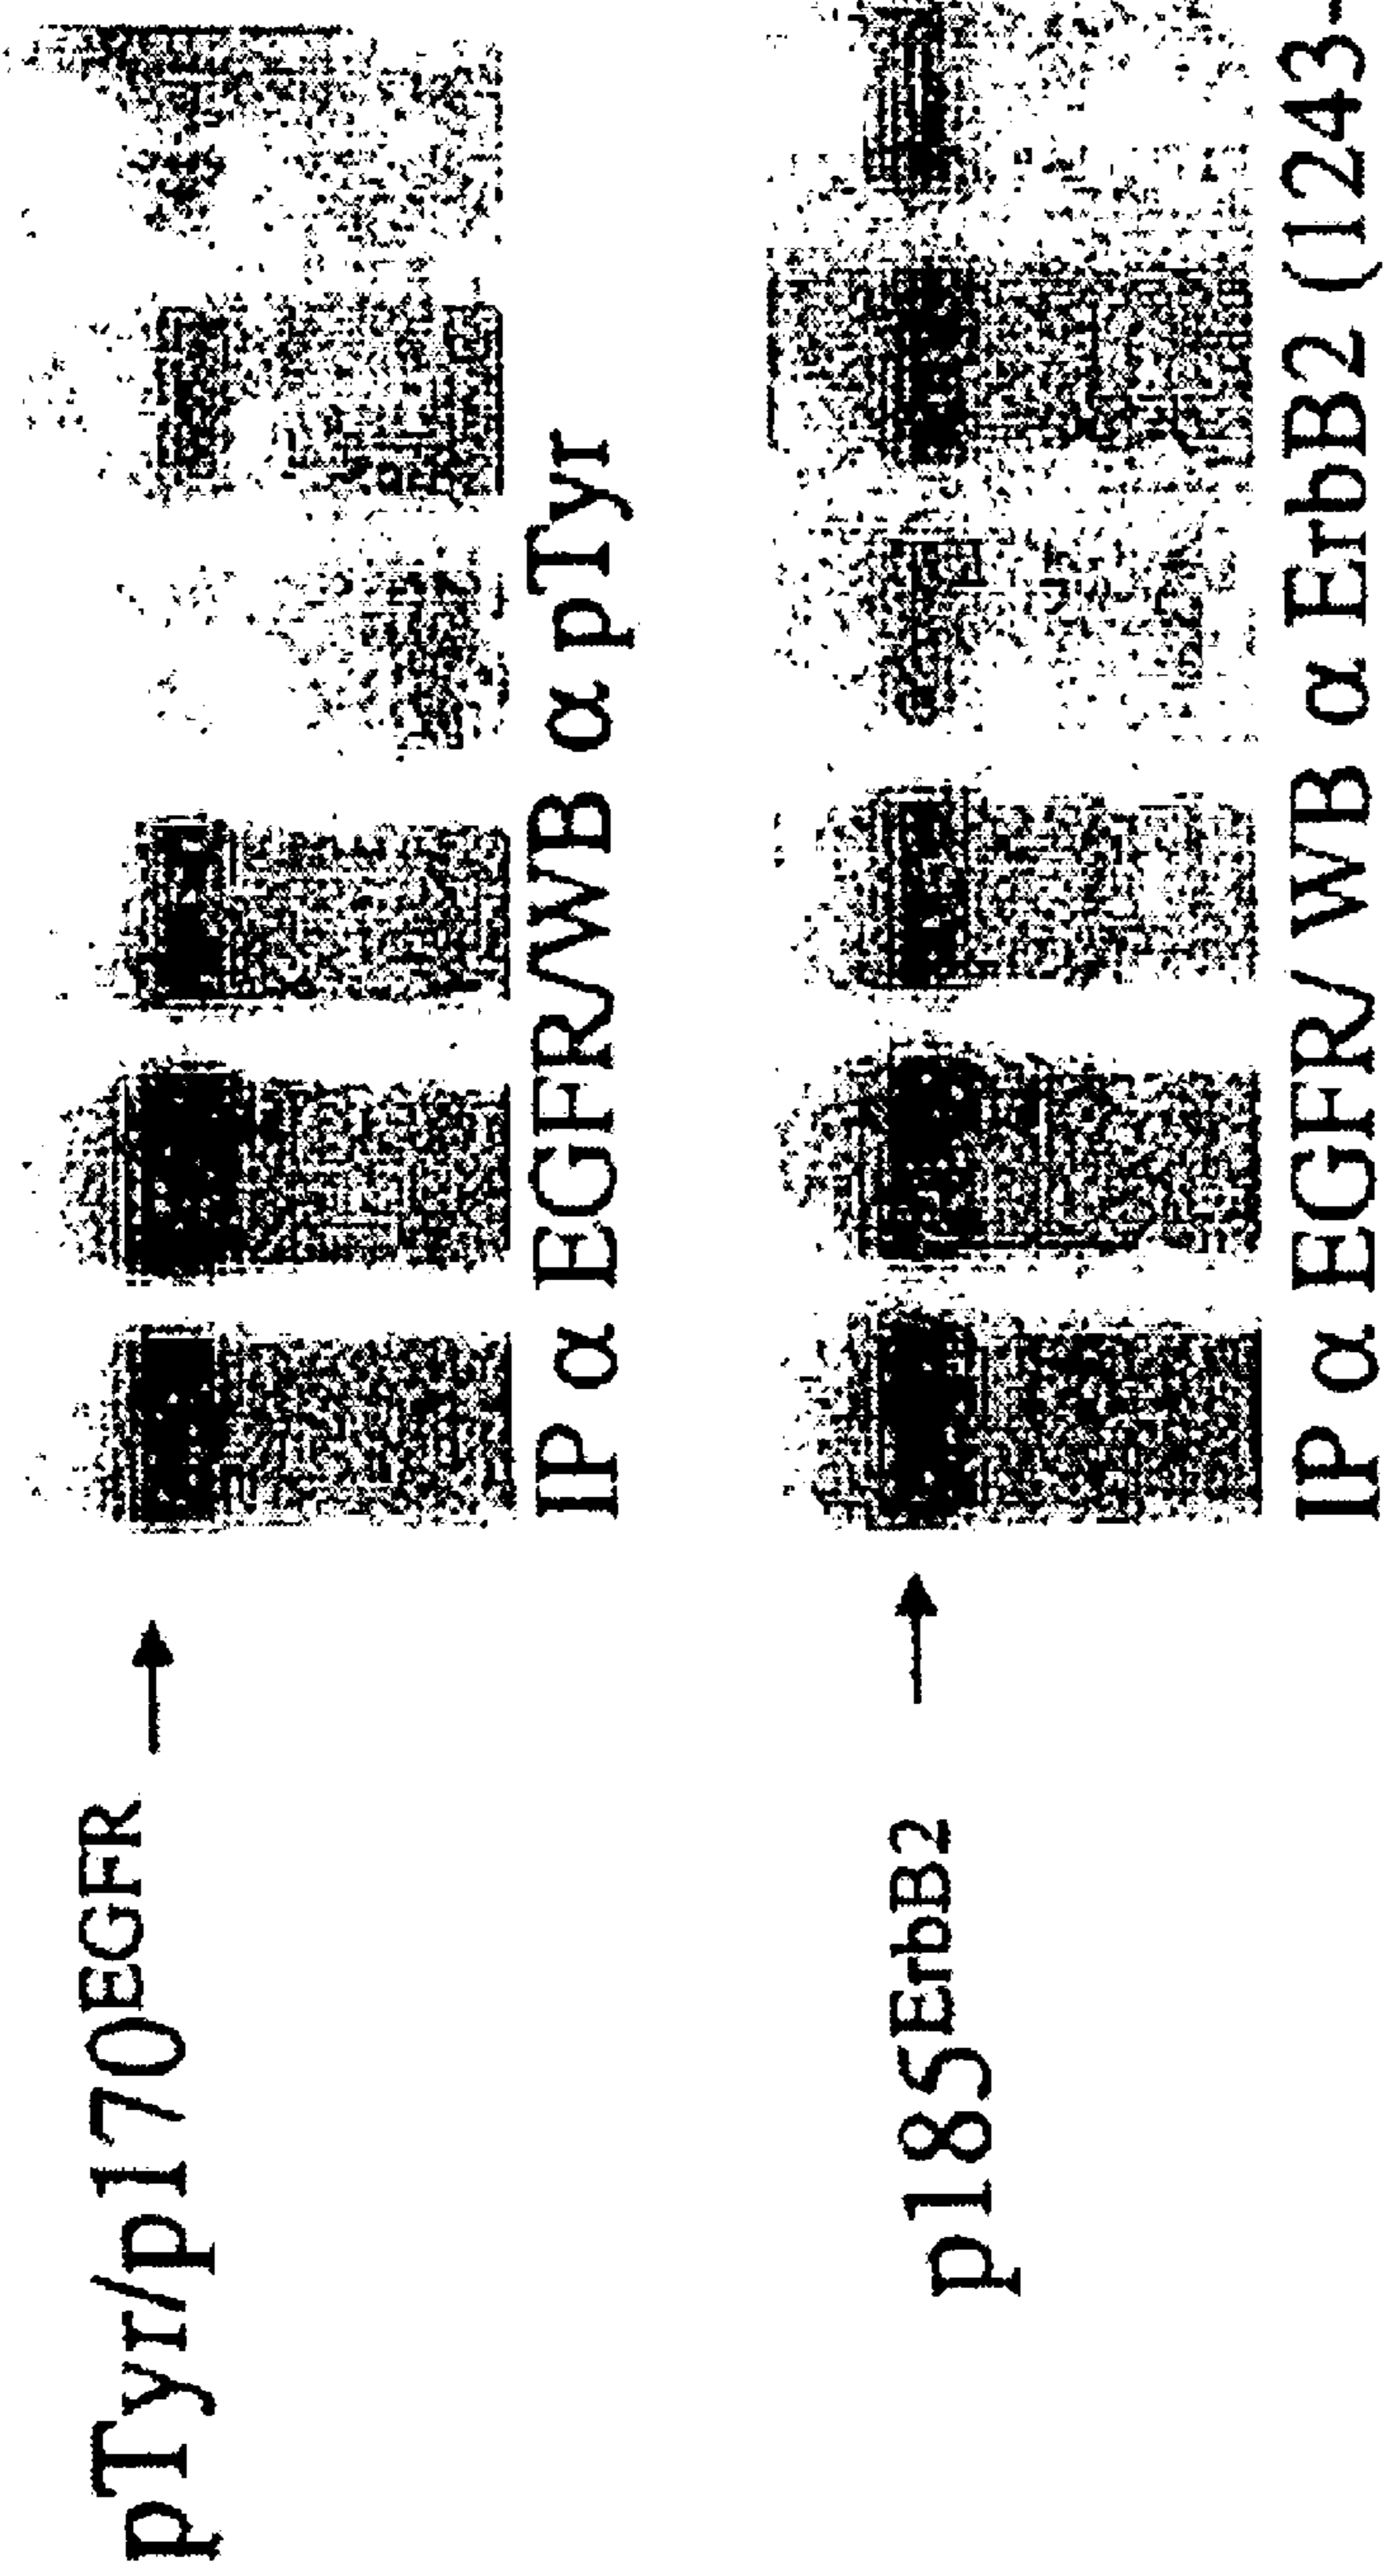 pTyr/p170EGFR
IP α EGFR/WB α pTyr
p185ErbB2
IP α EGFR/ WB α ErbB2 (1243-